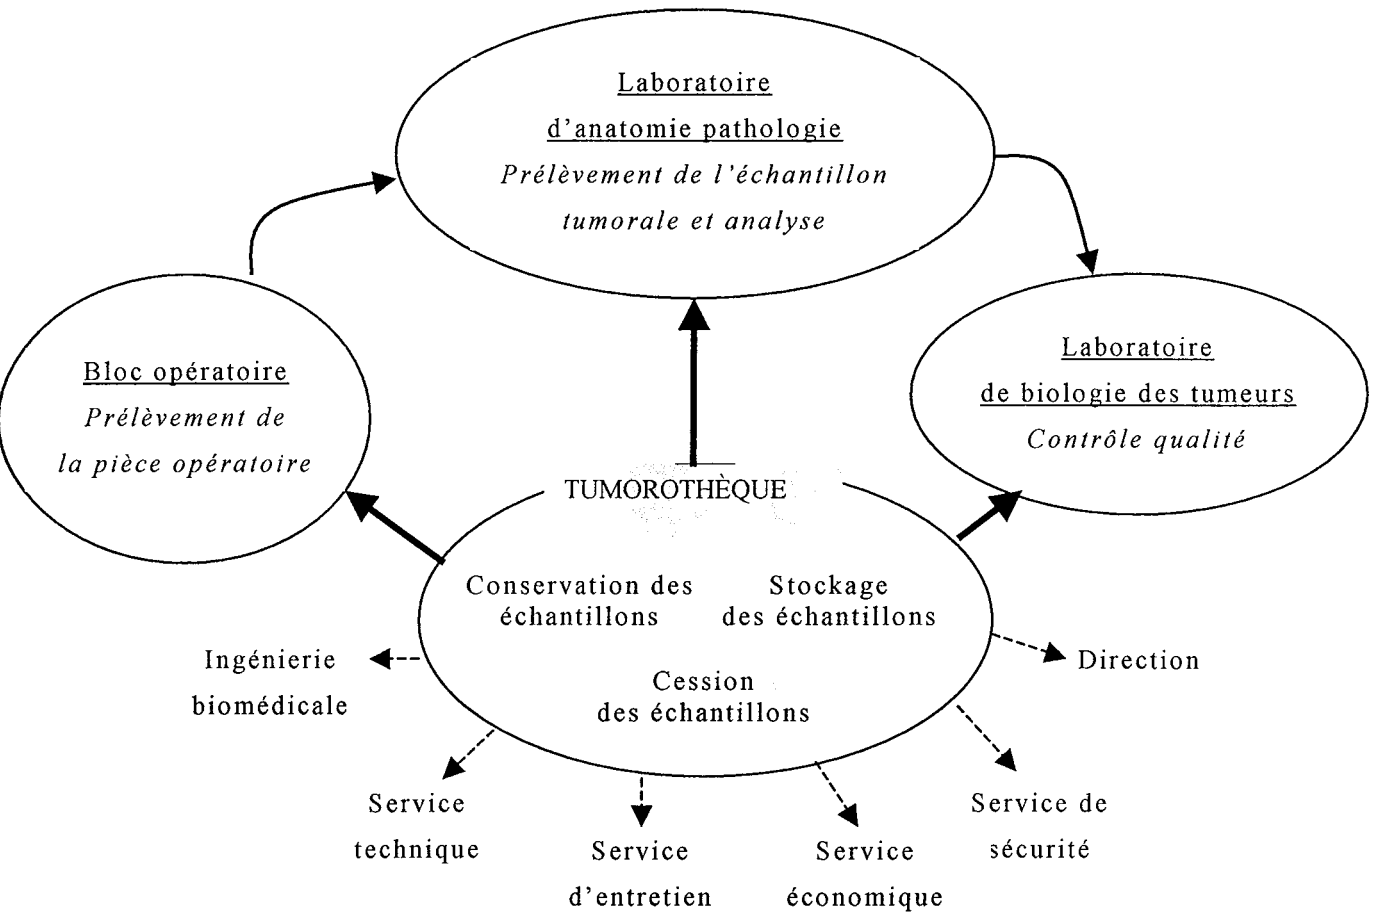 Laboratoire
d'anatomie pathologie
Prélèvement de l'échantillon
tumorale et analyse
Bloc opératoire
Prélèvement de
la pièce opératoire
Laboratoire
de biologie des tumeurs
Contrôle qualité
TUMOROTHÈQUE
Conservation des
échantillons
Stockage
des échantillons
Cession
des échantillons
Ingénierie
biomédicale
Direction
Service
technique
Service
d'entretien
Service
économique
Service de
sécurité